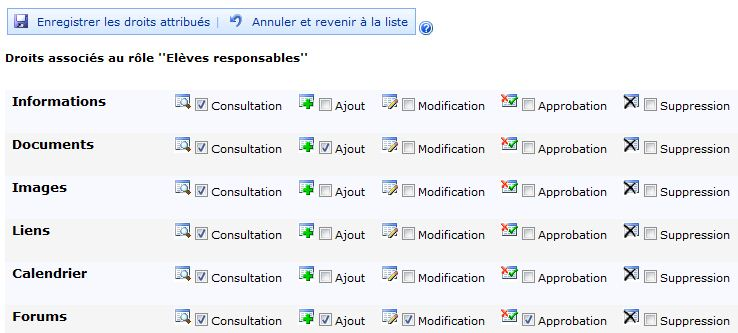 Enregistrer les droits attribués | Annuler et revenir à la liste ?
Droits associés au rôle "Elèves responsables"
Informations Consultation Ajout Modification Approbation Suppression
Documents Consultation Ajout Modification Approbation Suppression
Images Consultation Ajout Modification Approbation Suppression
Liens Consultation Ajout Modification Approbation Suppression
Calendrier Consultation Ajout Modification Approbation Suppression
Forums Consultation Ajout Modification Approbation Suppression